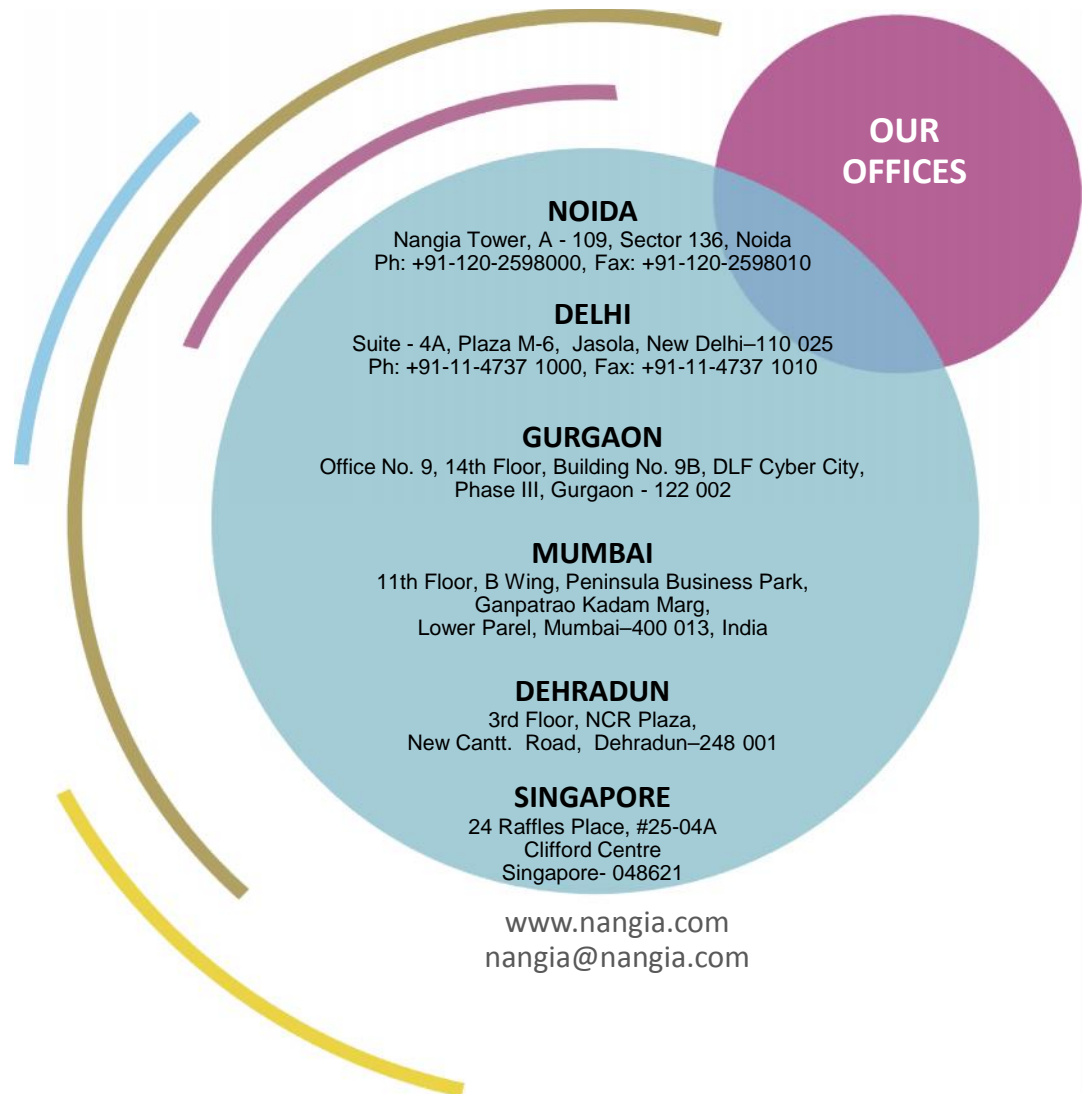 OUR
OFFICES
NOIDA
Nangia Tower, A - 109, Sector 136, Noida
Ph: +91-120-2598000, Fax: +91-120-2598010
DELHI
Suite - 4A, Plaza M-6, Jasola, New Delhi–110 025
Ph: +91-11-4737 1000, Fax: +91-11-4737 1010
GURGAON
Office No. 9, 14th Floor, Building No. 9B, DLF Cyber City,
Phase III, Gurgaon - 122 002
MUMBAI
11th Floor, B Wing, Peninsula Business Park,
Ganpatrao Kadam Marg,
Lower Parel, Mumbai–400 013, India
DEHRADUN
3rd Floor, NCR Plaza,
New Cantt. Road, Dehradun–248 001
SINGAPORE
24 Raffles Place, #25-04A
Clifford Centre
Singapore- 048621
www.nangia.com
nangia@nangia.com